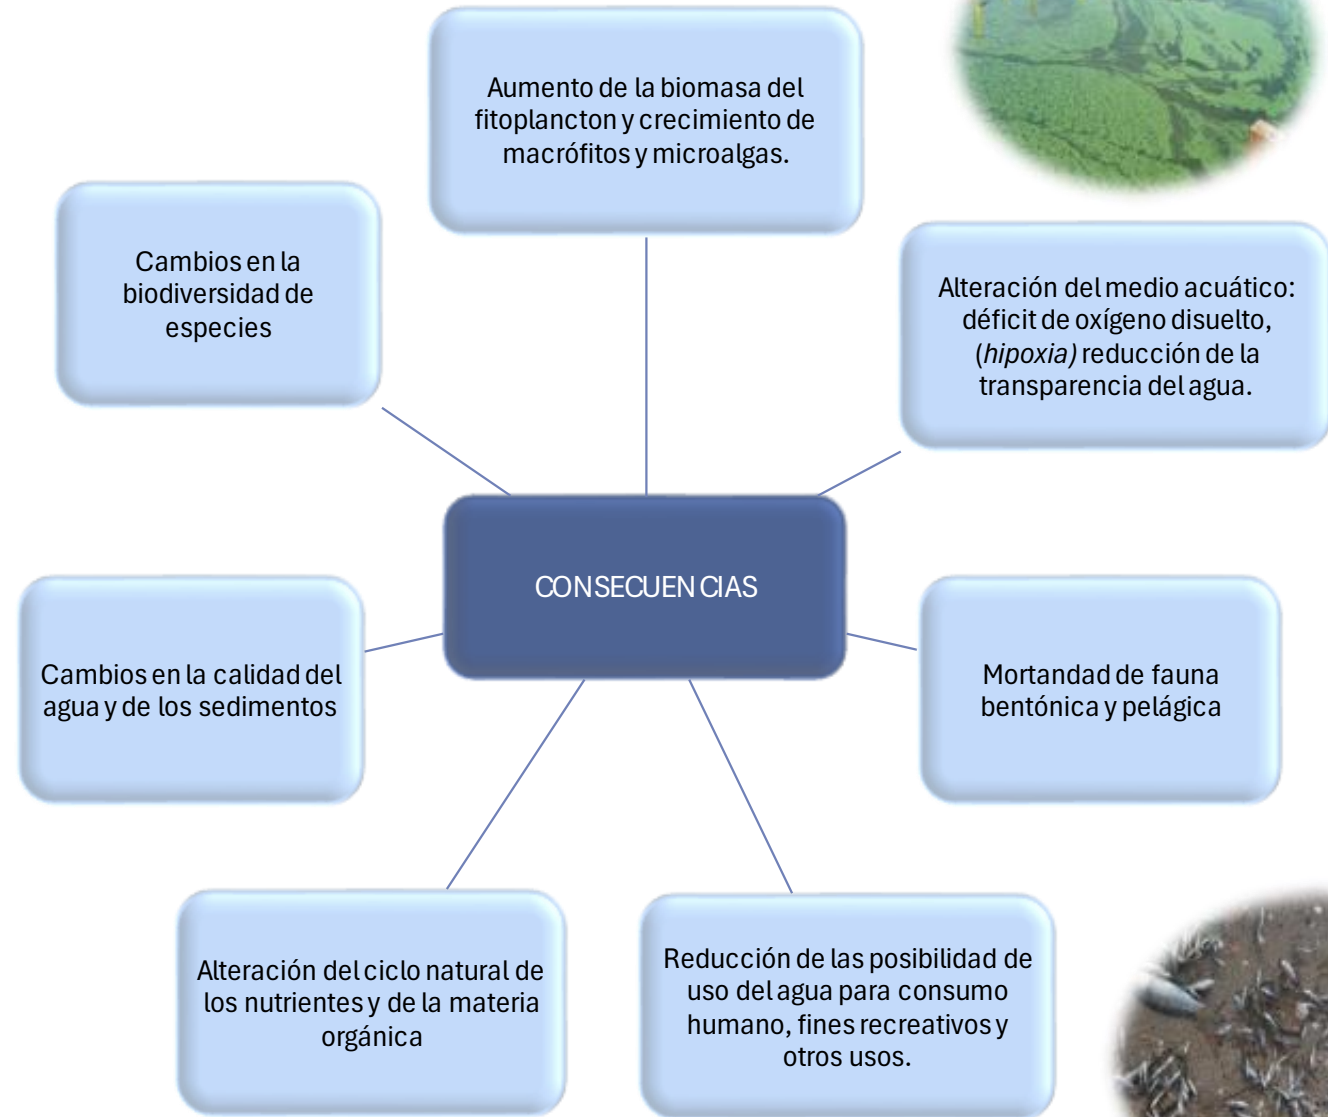 Aumento de la biomasa del
fitoplancton y crecimiento de
macrófitos y microalgas.
Cambios en la
biodiversidad de
especies
Alteración del medio acuático:
déficit de oxígeno disuelto,
(hipoxia) reducción de la
transparencia del agua.
CONSECUENCIAS
Cambios en la calidad del
agua y de los sedimentos
Mortandad de fauna
bentónica y pelágica
Alteración del ciclo natural de
los nutrientes y de la materia
orgánica
Reducción de las posibilidad de
uso del agua para consumo
humano, fines recreativos y
otros usos.